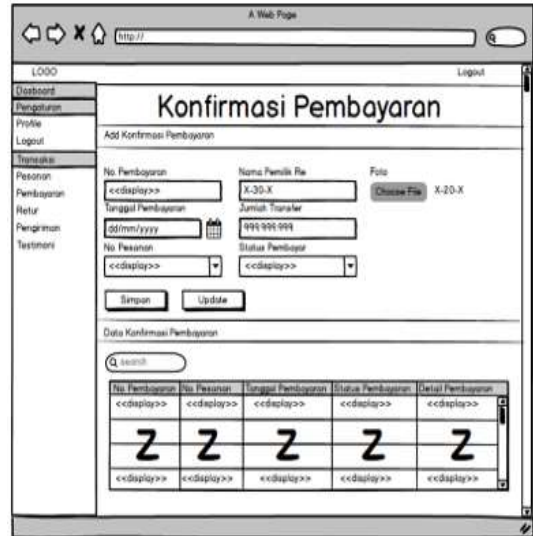 A Web Page
http://
LOGO Logout
Dasboard
Pengaturan
Profile
Logout
Transaksi
Pesanan
Pembayaran
Retur
Pengiriman
Testimoni
Konfirmasi Pembayaran
Add Konfirmasi Pembayaran
No. Pembayaran Nama Pemilik Re Foto
<<display>> X-30-X Choose File X-20-X
Tanggal Pembayaran Jumlah Transfer
dd/mm/yyyy 999.999.999
No Pesanan Status Pembayar
<<display>> <<display>>
Simpan Update
Data Konfirmasi Pembayaran
search
No. Pembayaran No. Pesanan Tanggal Pembayaran Status Pembayaran Detail Pembayaran
<<display>> <<display>> <<display>> <<display>> <<display>>
Z Z Z Z Z
<<display>> <<display>> <<display>> <<display>> <<display>>